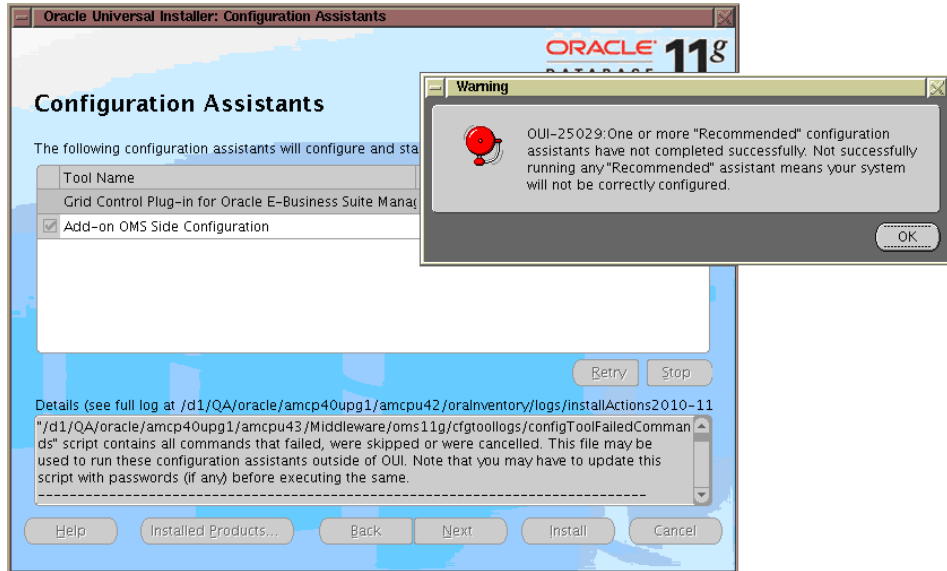 Oracle Universal Installer: Configuration Assistants
ORACLE 11g
DATABASE
Configuration Assistants
The following configuration assistants will configure and sta
Tool Name
Grid Control Plug-in for Oracle E-Business Suite Manag
Add-on OMS Side Configuration
Warning
OUI-25029:One or more "Recommended" configuration
assistants have not completed successfully. Not successfully
running any "Recommended" assistant means your system
will not be correctly configured.
OK
Retry
Stop
Details (see full log at /d1/QA/oracle/amcp40upg1/amcpu42/oraInventory/logs/installActions2010-11
"/d1/QA/oracle/amcp40upg1/amcpu43/Middleware/oms11g/cfgtoollogs/configToolFailedComman
ds" script contains all commands that failed, were skipped or were cancelled. This file may be
used to run these configuration assistants outside of OUI. Note that you may have to update this
script with passwords (if any) before executing the same.
--------------------------------------------------------------------------------
Help
Installed Products...
Back
Next
Install
Cancel